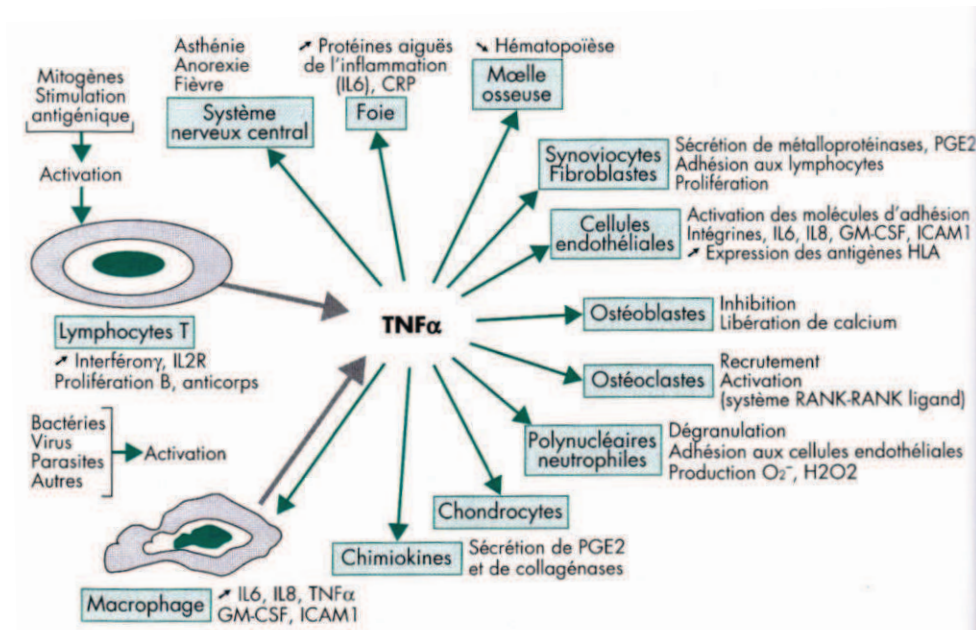 Mitogènes
Stimulation
antigénique
Activation
Lymphocytes T
↗ Interféronγ, IL2R
Prolifération B, anticorps
Bactéries
Virus
Parasites
Autres
Activation
Macrophage
↗ IL6, IL8, TNFα
GM-CSF, ICAM1
Asthénie
Anorexie
Fièvre
Système
nerveux central
↗ Protéines aiguës
de l'inflammation
(IL6), CRP
Foie
↘ Hématopoïèse
Mœlle
osseuse
Synoviocytes
Fibroblastes
Sécrétion de métalloprotéinases, PGE2
Adhésion aux lymphocytes
Prolifération
Cellules
endothéliales
Activation des molécules d'adhésion
Intégrines, IL6, IL8, GM-CSF, ICAM1
↗ Expression des antigènes HLA
TNFα
Ostéoblastes
Inhibition
Libération de calcium
Ostéoclastes
Recrutement
Activation
(système RANK-RANK ligand)
Polynucléaires
neutrophiles
Dégranulation
Adhésion aux cellules endothéliales
Production O₂⁻, H2O2
Chondrocytes
Chimiokines
Sécrétion de PGE2
et de collagénases